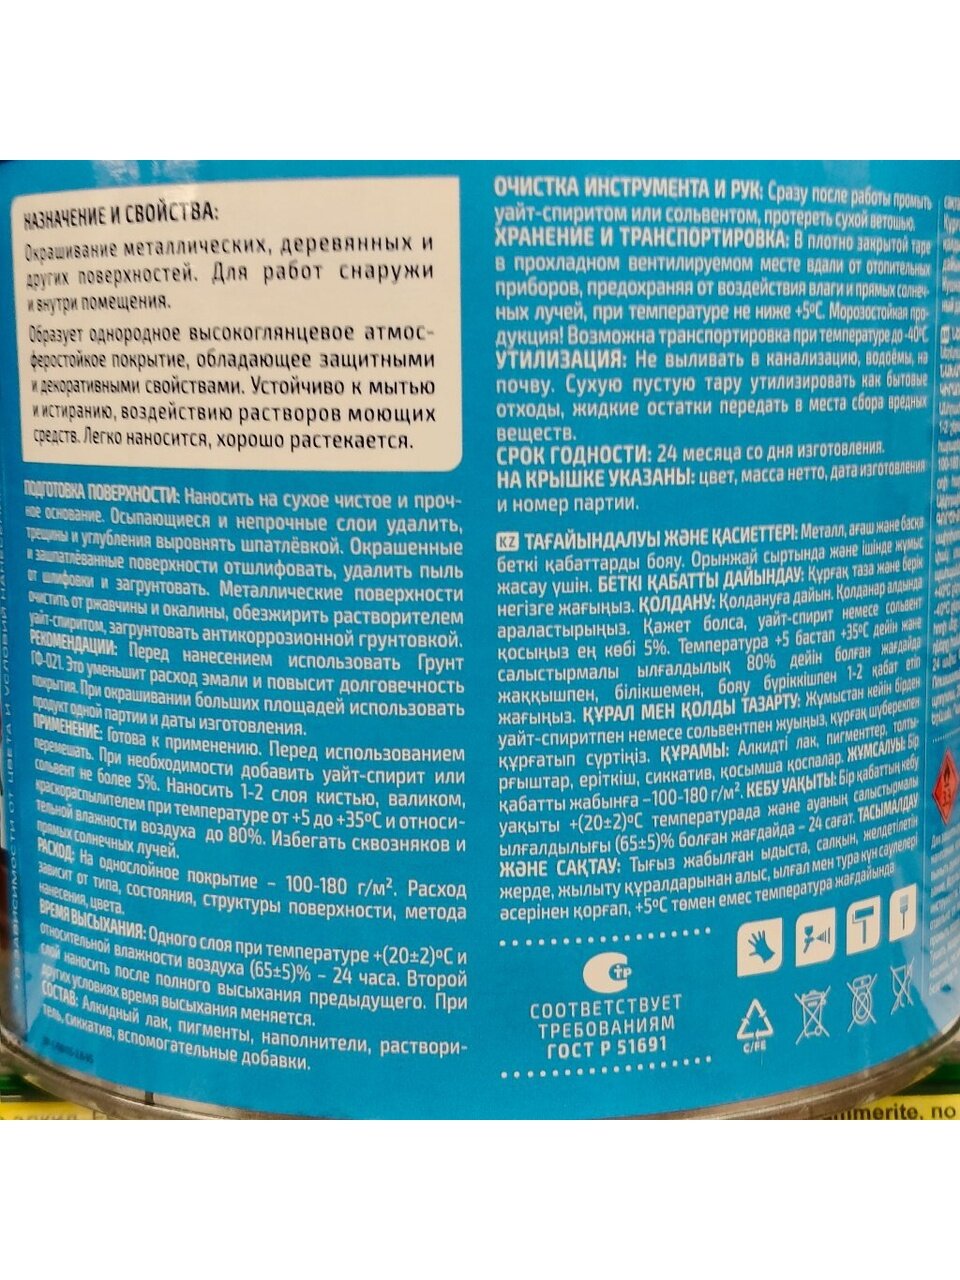 НАЗНАЧЕНИЕ И СВОЙСТВА:
Окрашивание металлических, деревянных и
других поверхностей. Для работ снаружи
и внутри помещения.
Образует однородное высокоглянцевое атмос-
феростойкое покрытие, обладающее защитными
и декоративными свойствами. Устойчиво к мытью
и истиранию, воздействию растворов моющих
средств. Легко наносится, хорошо растекается.
ПОДГОТОВКА ПОВЕРХНОСТИ: Наносить на сухое чистое и проч-
ное основание. Осыпающиеся и непрочные слои удалить,
трещины и углубления выровнять шпатлёвкой. Окрашенные
и зашпатлёванные поверхности отшлифовать, удалить пыль
от шлифовки и загрунтовать. Металлические поверхности
очистить от ржавчины и окалины, обезжирить растворителем
уайт-спиритом, загрунтовать антикоррозионной грунтовкой.
РЕКОМЕНДАЦИИ: Перед нанесением использовать Грунт
ГФ-021. Это уменьшит расход эмали и повысит долговечность
покрытия. При окрашивании больших площадей использовать
продукт одной партии и даты изготовления.
ПРИМЕНЕНИЕ: Готова к применению. Перед использованием
перемешать. При необходимости добавить уайт-спирит или
сольвент не более 5%. Наносить 1-2 слоя кистью, валиком,
краскораспылителем при температуре от +5 до +35ºС и относи-
тельной влажности воздуха до 80%. Избегать сквозняков и
прямых солнечных лучей.
РАСХОД: На однослойное покрытие – 100-180 г/м². Расход
зависит от типа, состояния, структуры поверхности, метода
нанесения, цвета.
ВРЕМЯ ВЫСЫХАНИЯ: Одного слоя при температуре +(20±2)ºС и
относительной влажности воздуха (65±5)% – 24 часа. Второй
слой наносить после полного высыхания предыдущего. При
других условиях время высыхания меняется.
СОСТАВ: Алкидный лак, пигменты, наполнители, раствори-
тель, сиккатив, вспомогательные добавки.
ОЧИСТКА ИНСТРУМЕНТА И РУК: Сразу после работы промыть
уайт-спиритом или сольвентом, протереть сухой ветошью.
ХРАНЕНИЕ И ТРАНСПОРТИРОВКА: В плотно закрытой таре
в прохладном вентилируемом месте вдали от отопительных
приборов, предохраняя от воздействия влаги и прямых солнеч-
ных лучей, при температуре не ниже +5ºС. Морозостойкая про-
дукция! Возможна транспортировка при температуре до -40ºС
УТИЛИЗАЦИЯ: Не выливать в канализацию, водоёмы, на
почву. Сухую пустую тару утилизировать как бытовые
отходы, жидкие остатки передать в места сбора вредных
веществ.
СРОК ГОДНОСТИ: 24 месяца со дня изготовления.
НА КРЫШКЕ УКАЗАНЫ: цвет, масса нетто, дата изготовления
и номер партии.
KZ ТАҒАЙЫНДАЛУЫ ЖӘНЕ ҚАСИЕТТЕРІ: Металл, ағаш және басқа
беткі қабаттарды бояу. Орынжай сыртында және ішінде жұмыс
жасау үшін. БЕТКІ ҚАБАТТЫ ДАЙЫНДАУ: Құрғақ таза және берік
негізге жағыңыз. ҚОЛДАНУ: Қолдануға дайын. Қолданар алдында
араластырыңыз. Қажет болса, уайт-спирит немесе сольвент
қосыңыз ең көбі 5%. Температура +5 бастап +35ºС дейін және
салыстырмалы ылғалдылық 80% дейін болған жағдайда
жаққышпен, білікшемен, бояу бүріккішпен 1-2 қабат етіп
жағыңыз. ҚҰРАЛ МЕН ҚОЛДЫ ТАЗАРТУ: Жұмыстан кейін бірден
уайт-спиритпен немесе сольвентпен жуыңыз, құрғақ шүберекпен
құрғатып сүртіңіз. ҚҰРАМЫ: Алкидті лак, пигменттер, толты-
рғыштар, еріткіш, сиккатив, қосымша қоспалар. ЖҰМСАЛУЫ: Бір
қабатты жабынға –100-180 г/м². КЕБУ УАҚЫТЫ: Бір қабаттың кебу
уақыты +(20±2)ºС температурада және ауаның салыстырмалы
ылғалдылығы (65±5)% болған жағдайда – 24 сағат. ТАСЫМАЛДАУ
ЖӘНЕ САҚТАУ: Тығыз жабылған ыдыста, салқын, желдетілетін
жерде, жылыту құралдарынан алыс, ылғал мен тура күн сәулелері
әсерінен қорғап, +5ºС төмен емес температура жағдайында
СТР
СООТВЕТСТВУЕТ
ТРЕБОВАНИЯМ
ГОСТ Р 51691
C/FE
mmerite, по